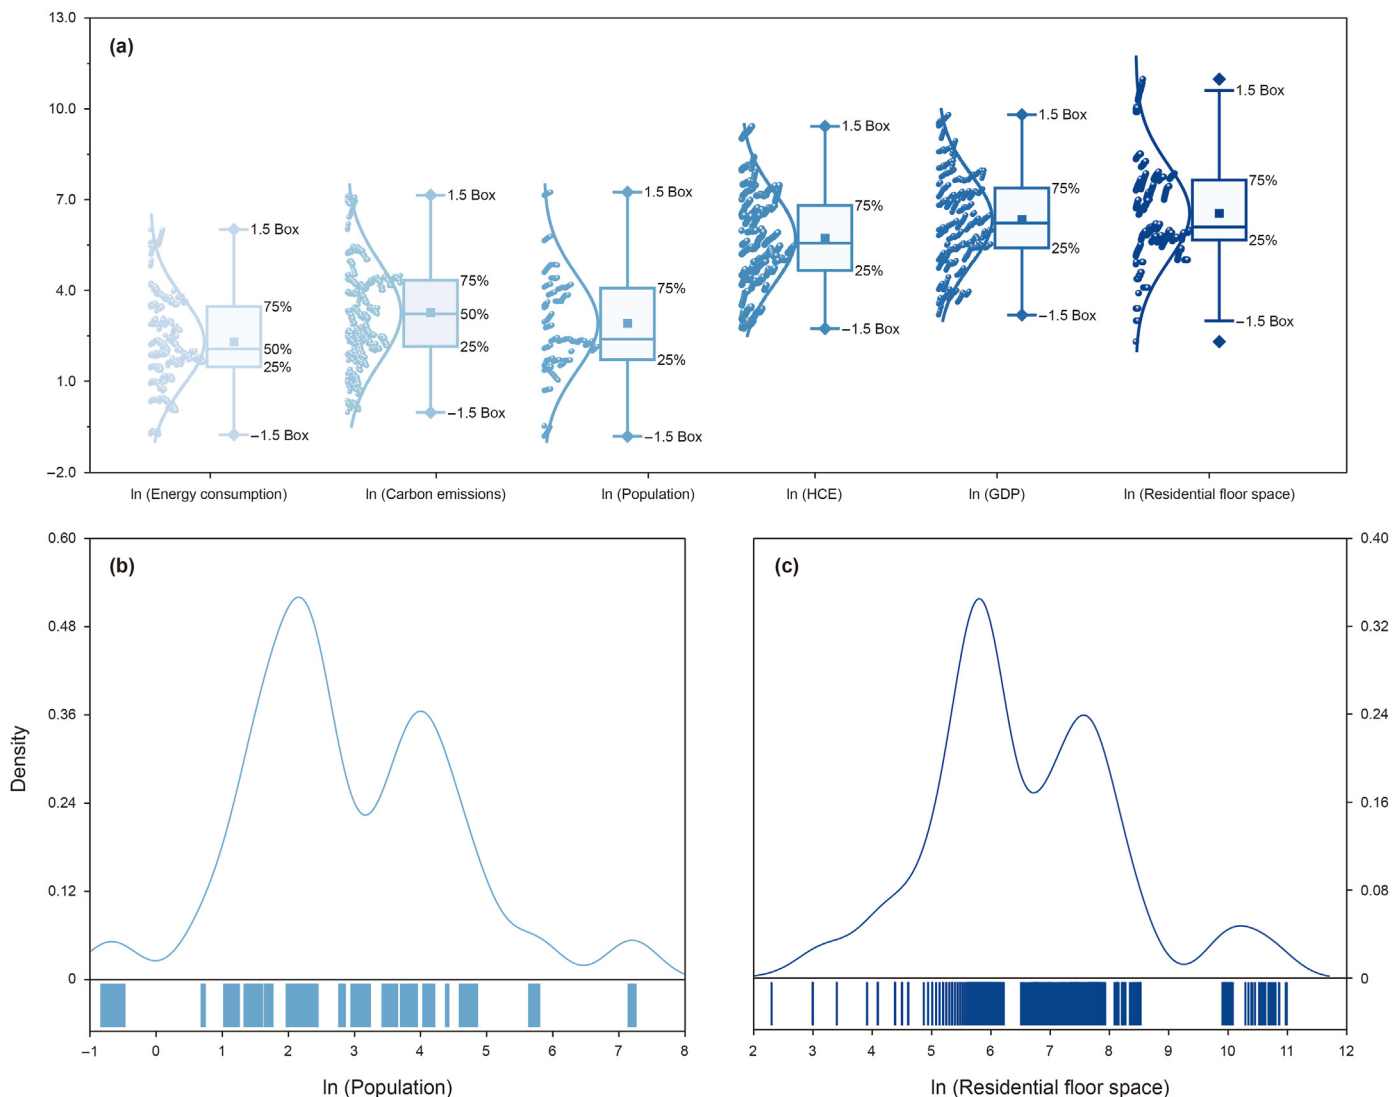 (a)
13.0
10.0
7.0
4.0
1.0
−2.0
1.5 Box
75%
50%
25%
−1.5 Box
1.5 Box
75%
50%
25%
−1.5 Box
1.5 Box
75%
25%
−1.5 Box
1.5 Box
75%
25%
−1.5 Box
1.5 Box
75%
25%
−1.5 Box
1.5 Box
75%
25%
−1.5 Box
ln (Energy consumption)
ln (Carbon emissions)
ln (Population)
ln (HCE)
ln (GDP)
ln (Residential floor space)
(b)
0.60
0.48
0.36
0.24
0.12
0
Density
−1 0 1 2 3 4 5 6 7 8
ln (Population)
(c)
0.40
0.32
0.24
0.16
0.08
0
2 3 4 5 6 7 8 9 10 11 12
ln (Residential floor space)